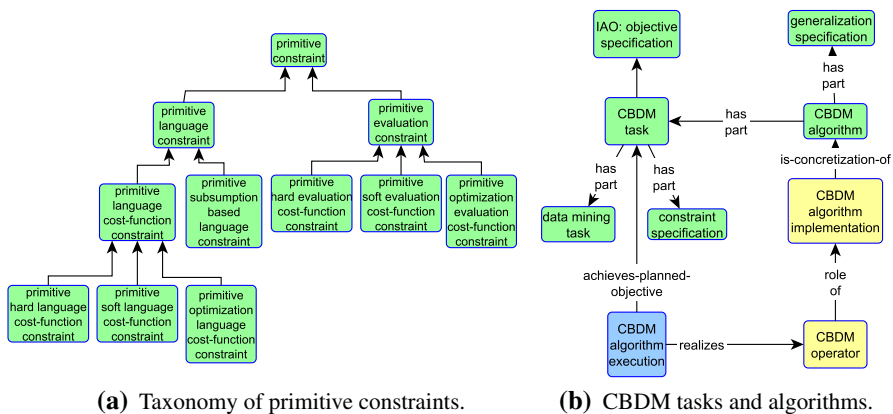 primitive
constraint
primitive
language
constraint
primitive
evaluation
constraint
primitive
language
cost-function
constraint
primitive
subsumption
based
language
constraint
primitive
hard evaluation
cost-function
constraint
primitive
soft evaluation
cost-function
constraint
primitive
optimization
evaluation
cost-function
constraint
primitive
hard language
cost-function
constraint
primitive
soft language
cost-function
constraint
primitive
optimization
language
cost-function
constraint
(a) Taxonomy of primitive constraints.
IAO: objective
specification
generalization
specification
has
part
CBDM
task
has
part
CBDM
algorithm
has
part
has
part
is-concretization-of
data mining
task
constraint
specification
CBDM
algorithm
implementation
achieves-planned-
objective
role
of
CBDM
algorithm
execution
realizes
CBDM
operator
(b) CBDM tasks and algorithms.